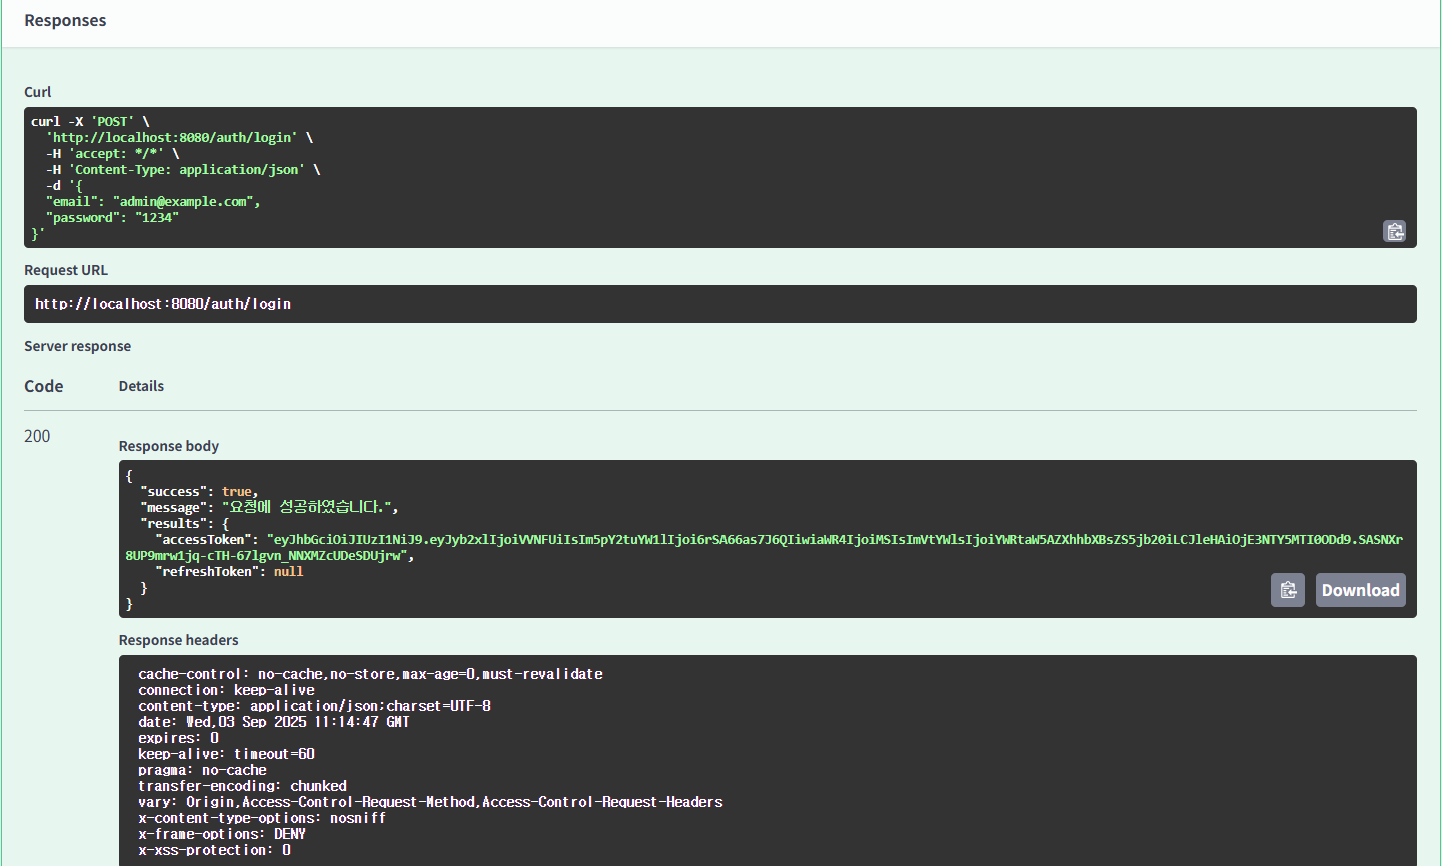 Responses
Curl
curl -X 'POST' \
  'http://localhost:8080/auth/login' \
  -H 'accept: */*' \
  -H 'Content-Type: application/json' \
  -d '{
  "email": "admin@example.com",
  "password": "1234"
}'
Request URL
http://localhost:8080/auth/login
Server response
Code Details
200
Response body
{
  "success": true,
  "message": "요청에 성공하였습니다.",
  "results": {
    "accessToken": "eyJhbGciOiJIUzI1NiJ9.eyJyb2xlIjoiVVNFUiIsIm5pY2tuYW1lIjoi6rSA66as7J6QIiwiaWR4IjoiMSIsImVtYWlsIjoiYWRtaW5AZXhhbXBsZS5jb20iLCJleHAiOjE3NTY5MTI0ODd9.SASNXr
8UP9mrw1jq-cTH-67lgvn_NNXMZcUDeSDUjrw",
    "refreshToken": null
  }
}
Download
Response headers
cache-control: no-cache,no-store,max-age=0,must-revalidate
connection: keep-alive
content-type: application/json;charset=UTF-8
date: Wed,03 Sep 2025 11:14:47 GMT
expires: 0
keep-alive: timeout=60
pragma: no-cache
transfer-encoding: chunked
vary: Origin,Access-Control-Request-Method,Access-Control-Request-Headers
x-content-type-options: nosniff
x-frame-options: DENY
x-xss-protection: 0